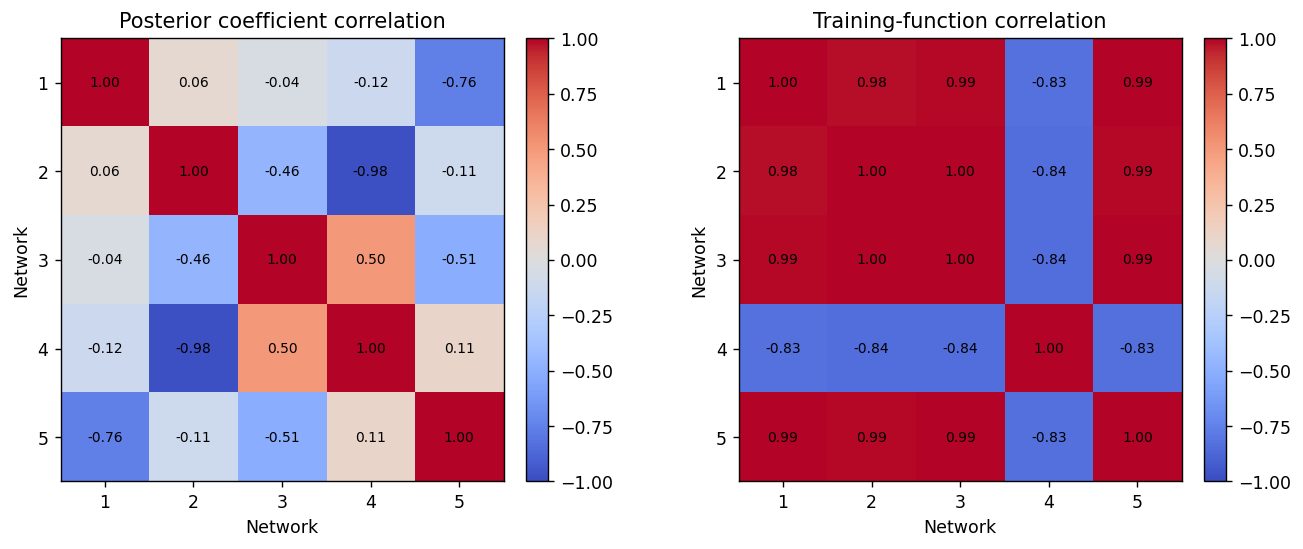 Posterior coefficient correlation
1 1.00 0.06 -0.04 -0.12 -0.76
2 0.06 1.00 -0.46 -0.98 -0.11
3 -0.04 -0.46 1.00 0.50 -0.51
4 -0.12 -0.98 0.50 1.00 0.11
5 -0.76 -0.11 -0.51 0.11 1.00
1 2 3 4 5
Network
Network
1.00
0.75
0.50
0.25
0.00
−0.25
−0.50
−0.75
−1.00
Training-function correlation
1 1.00 0.98 0.99 -0.83 0.99
2 0.98 1.00 1.00 -0.84 0.99
3 0.99 1.00 1.00 -0.84 0.99
4 -0.83 -0.84 -0.84 1.00 -0.83
5 0.99 0.99 0.99 -0.83 1.00
1 2 3 4 5
Network
Network
1.00
0.75
0.50
0.25
0.00
−0.25
−0.50
−0.75
−1.00